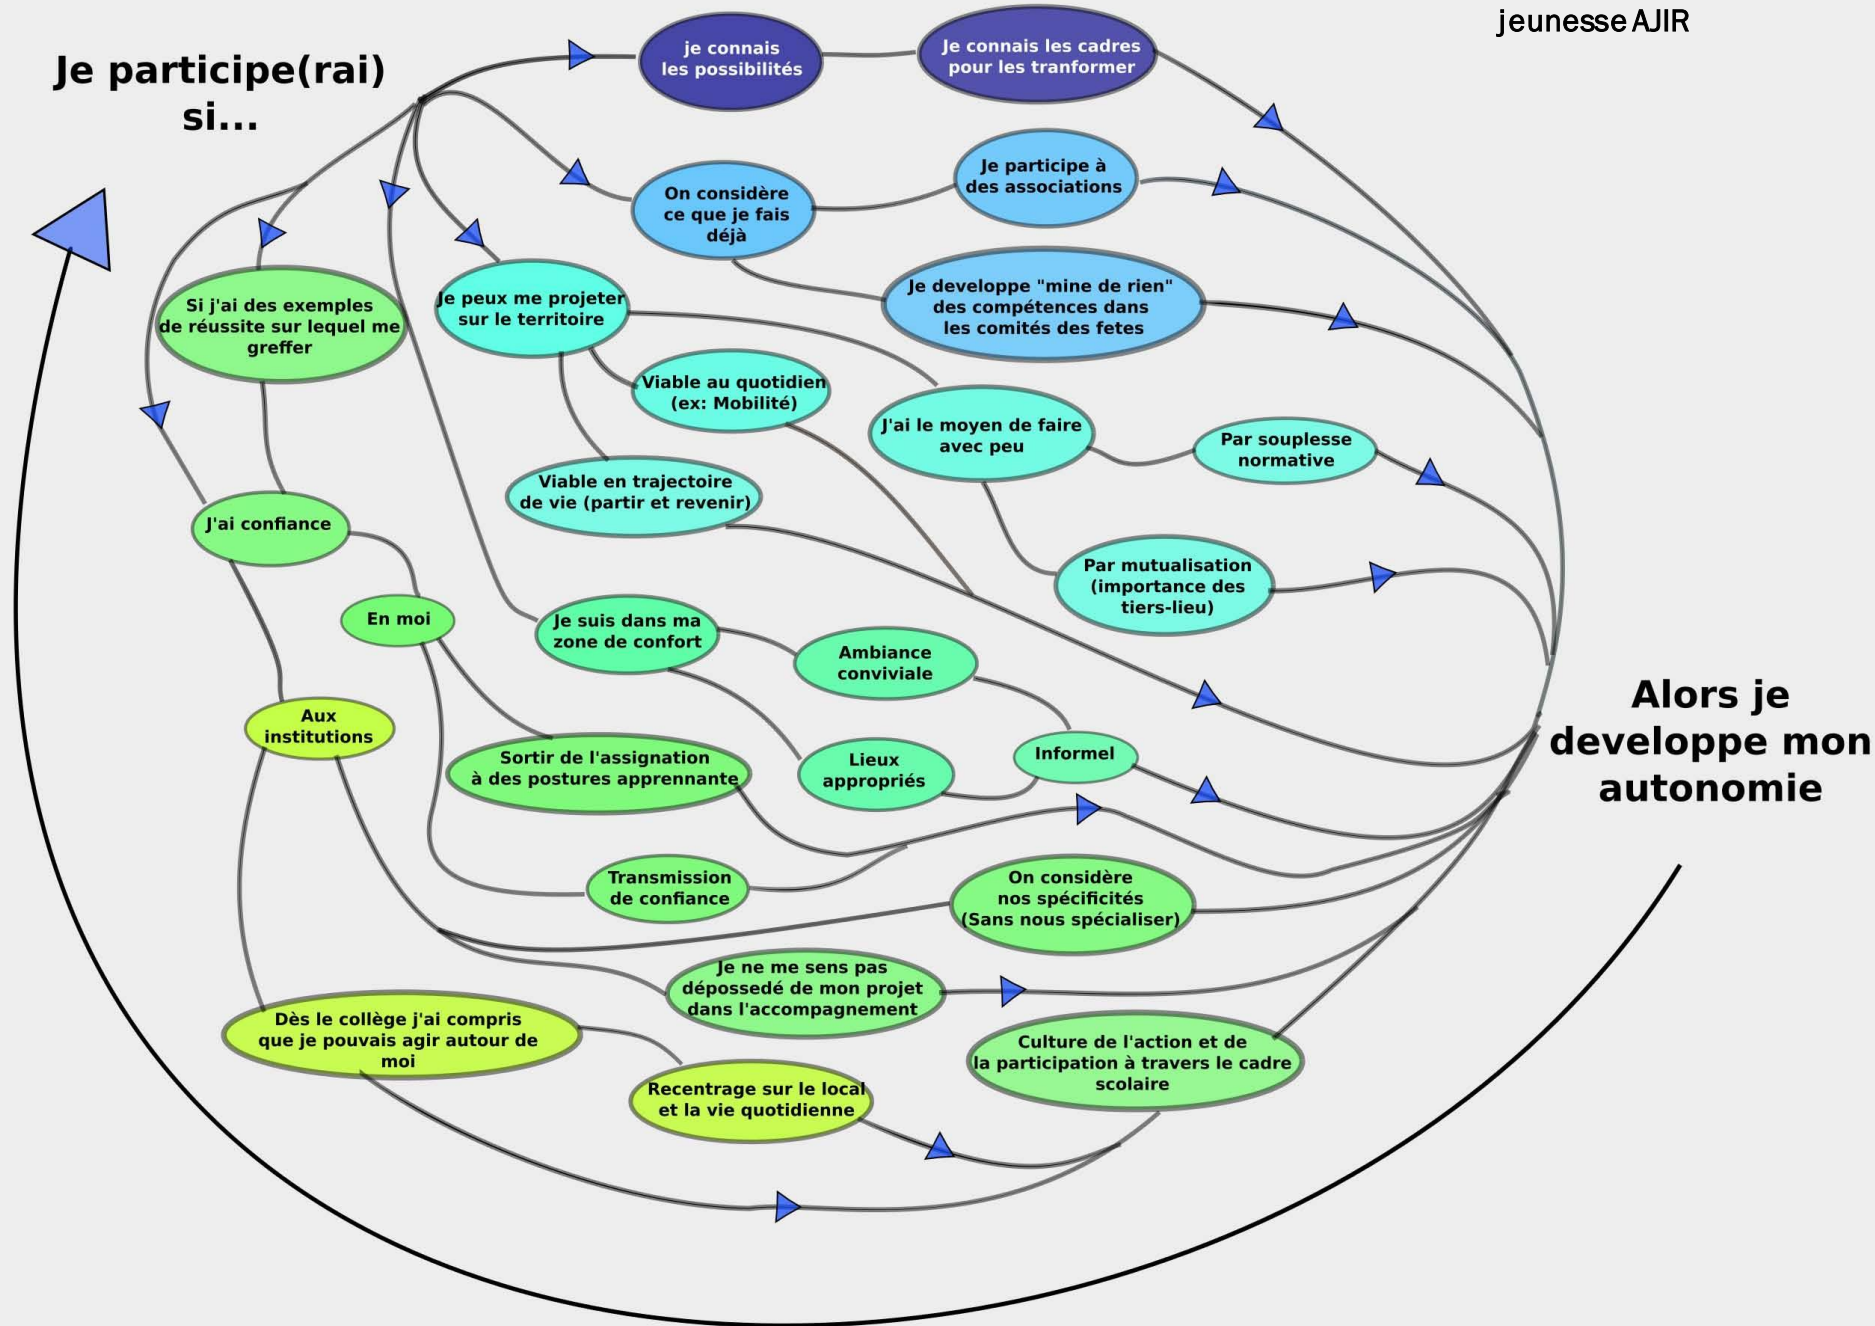 jeunesse AJIR
Je participe(rai)
si...
je connais
les possibilités
Je connais les cadres
pour les tranformer
On considère
ce que je fais
déjà
Je participe à
des associations
Je developpe "mine de rien"
des compétences dans
les comités des fetes
Si j'ai des exemples
de réussite sur lequel me
greffer
Je peux me projeter
sur le territoire
Viable au quotidien
(ex: Mobilité)
J'ai le moyen de faire
avec peu
Par souplesse
normative
Viable en trajectoire
de vie (partir et revenir)
Par mutualisation
(importance des
tiers-lieu)
J'ai confiance
En moi
Je suis dans ma
zone de confort
Ambiance
conviviale
Aux
institutions
Sortir de l'assignation
à des postures apprennante
Lieux
appropriés
Informel
Alors je
developpe mon
autonomie
Transmission
de confiance
On considère
nos spécificités
(Sans nous spécialiser)
Je ne me sens pas
dépossedé de mon projet
dans l'accompagnement
Dès le collège j'ai compris
que je pouvais agir autour de
moi
Recentrage sur le local
et la vie quotidienne
Culture de l'action et de
la participation à travers le cadre
scolaire